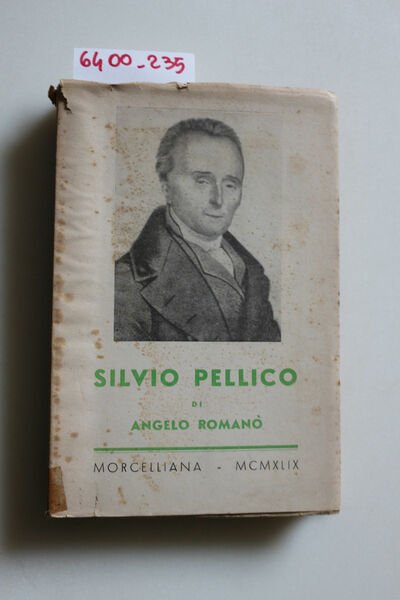 6400-235
SILVIO PELLICO
DI
ANGELO ROMANÒ
MORCELLIANA - MCMXLIX